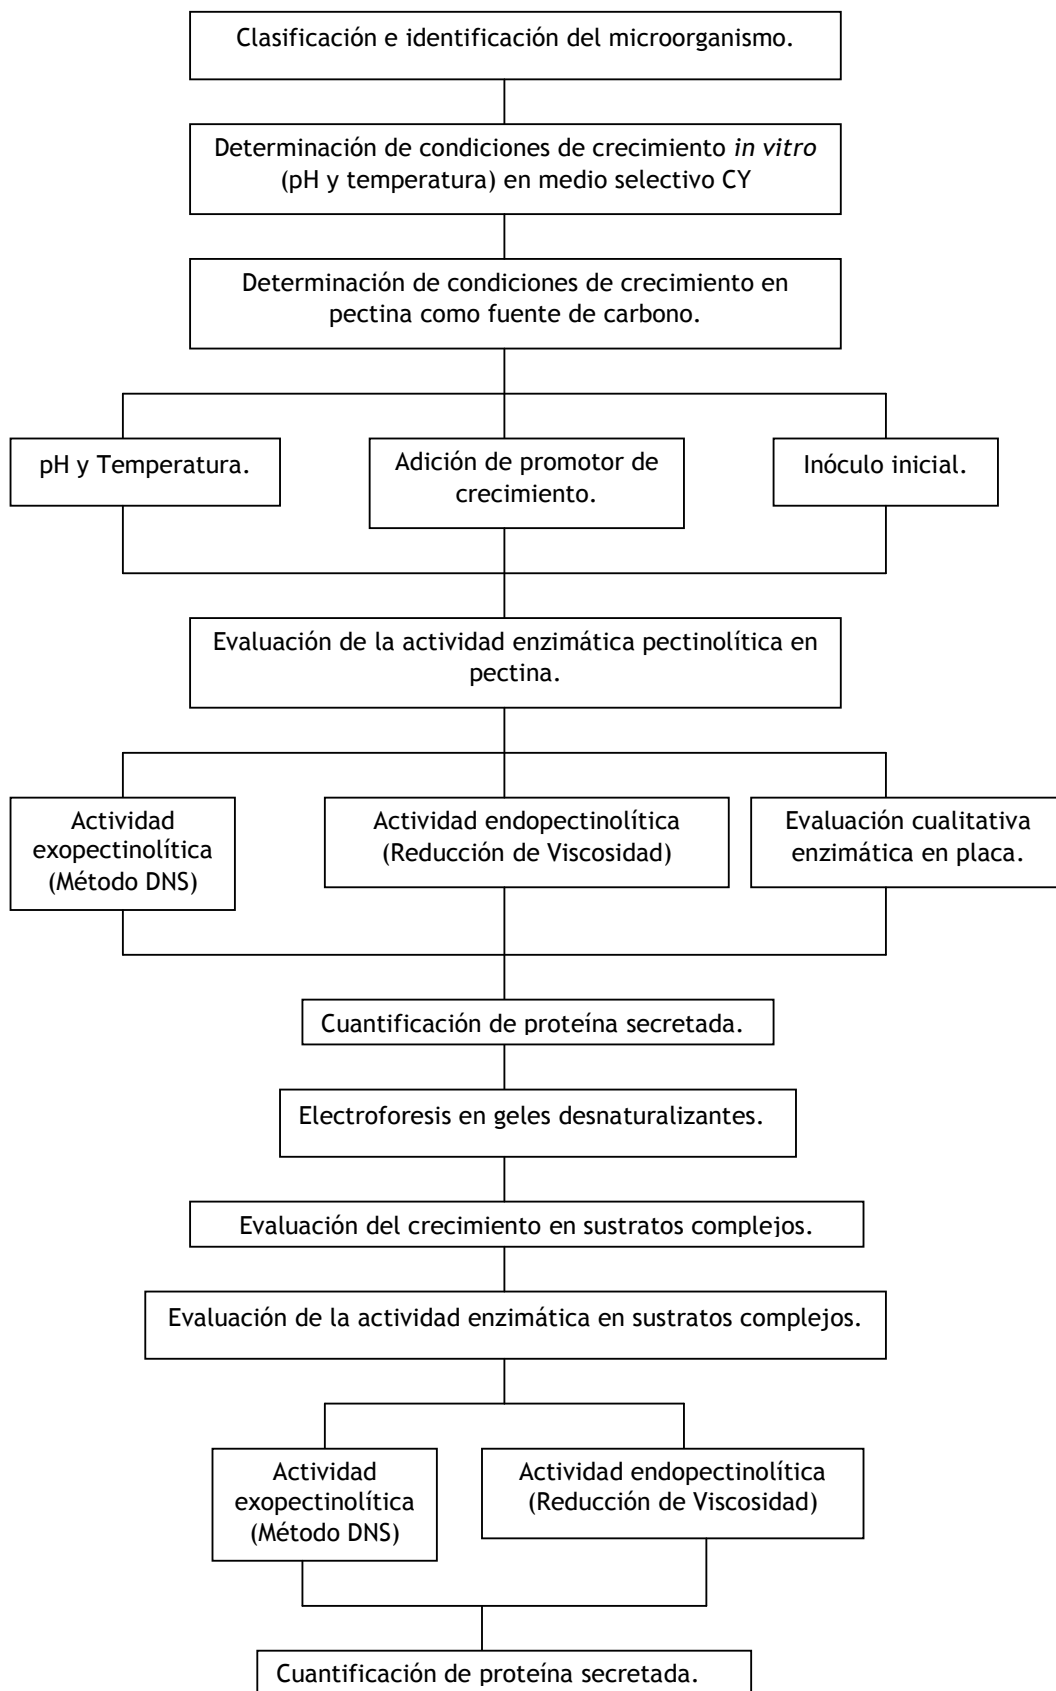 Clasificación e identificación del microorganismo.
Determinación de condiciones de crecimiento in vitro
(pH y temperatura) en medio selectivo CY
Determinación de condiciones de crecimiento en
pectina como fuente de carbono.
pH y Temperatura.
Adición de promotor de
crecimiento.
Inóculo inicial.
Evaluación de la actividad enzimática pectinolítica en
pectina.
Actividad
exopectinolítica
(Método DNS)
Actividad endopectinolítica
(Reducción de Viscosidad)
Evaluación cualitativa
enzimática en placa.
Cuantificación de proteína secretada.
Electroforesis en geles desnaturalizantes.
Evaluación del crecimiento en sustratos complejos.
Evaluación de la actividad enzimática en sustratos complejos.
Actividad
exopectinolítica
(Método DNS)
Actividad endopectinolítica
(Reducción de Viscosidad)
Cuantificación de proteína secretada.